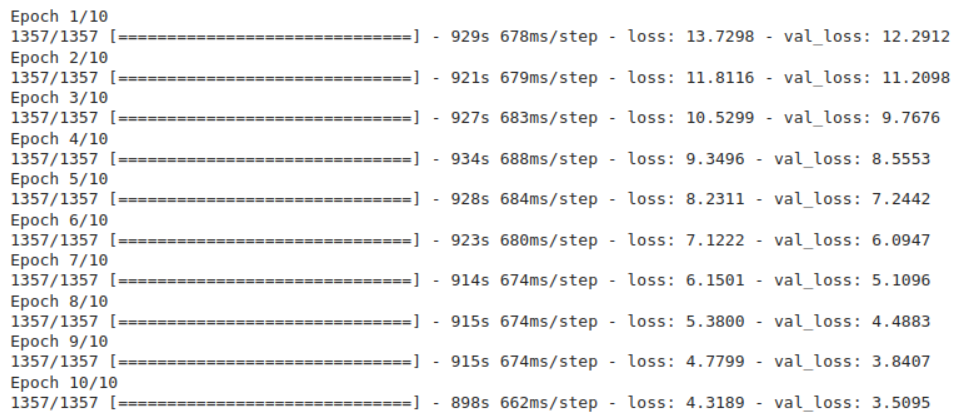 Epoch 1/10
1357/1357 [==============================] - 929s 678ms/step - loss: 13.7298 - val_loss: 12.2912
Epoch 2/10
1357/1357 [==============================] - 921s 679ms/step - loss: 11.8116 - val_loss: 11.2098
Epoch 3/10
1357/1357 [==============================] - 927s 683ms/step - loss: 10.5299 - val_loss: 9.7676
Epoch 4/10
1357/1357 [==============================] - 934s 688ms/step - loss: 9.3496 - val_loss: 8.5553
Epoch 5/10
1357/1357 [==============================] - 928s 684ms/step - loss: 8.2311 - val_loss: 7.2442
Epoch 6/10
1357/1357 [==============================] - 923s 680ms/step - loss: 7.1222 - val_loss: 6.0947
Epoch 7/10
1357/1357 [==============================] - 914s 674ms/step - loss: 6.1501 - val_loss: 5.1096
Epoch 8/10
1357/1357 [==============================] - 915s 674ms/step - loss: 5.3800 - val_loss: 4.4883
Epoch 9/10
1357/1357 [==============================] - 915s 674ms/step - loss: 4.7799 - val_loss: 3.8407
Epoch 10/10
1357/1357 [==============================] - 898s 662ms/step - loss: 4.3189 - val_loss: 3.5095